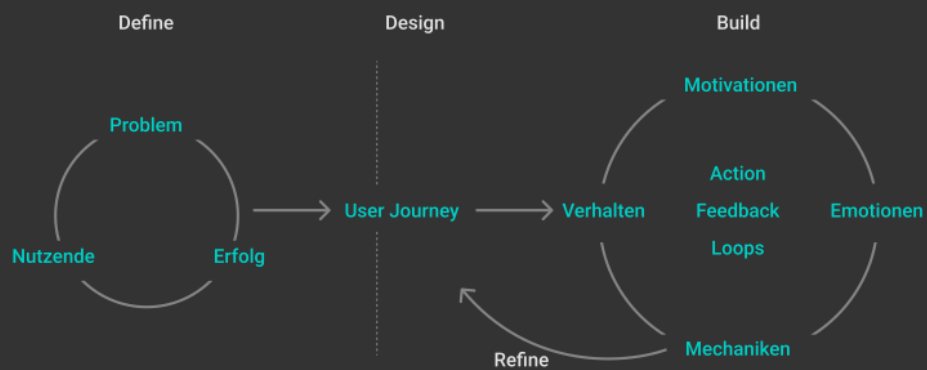 Define
Design
Build
Problem
Nutzende
Erfolg
User Journey
Motivationen
Verhalten
Action
Feedback
Loops
Emotionen
Mechaniken
Refine